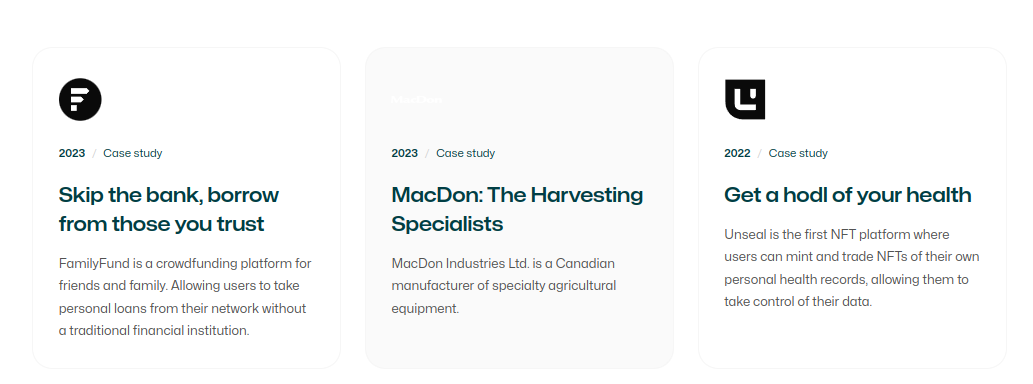 2023 / Case study
Skip the bank, borrow
from those you trust
FamilyFund is a crowdfunding platform for
friends and family. Allowing users to take
personal loans from their network without
a traditional financial institution.
2023 / Case study
MacDon: The Harvesting
Specialists
MacDon Industries Ltd. is a Canadian
manufacturer of specialty agricultural
equipment.
2022 / Case study
Get a hodl of your health
Unseal is the first NFT platform where
users can mint and trade NFTs of their own
personal health records, allowing them to
take control of their data.